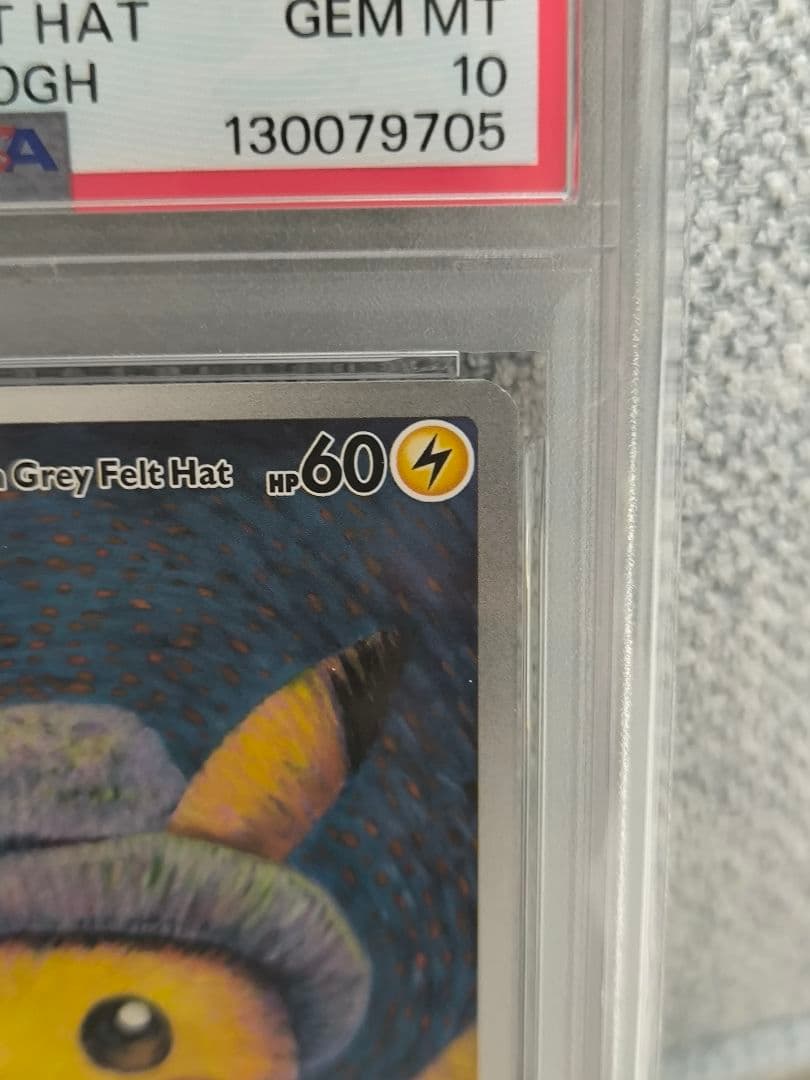 T HAT GEM MT
OGH 10
A 130079705
Grey Felt Hat HP60